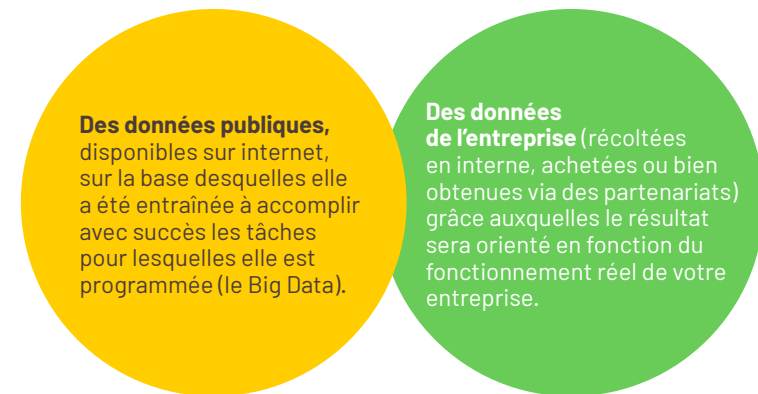 Des données publiques,
disponibles sur internet,
sur la base desquelles elle
a été entraînée à accomplir
avec succès les tâches
pour lesquelles elle est
programmée (le Big Data).
Des données
de l’entreprise (récoltées
en interne, achetées ou bien
obtenues via des partenariats)
grâce auxquelles le résultat
sera orienté en fonction du
fonctionnement réel de votre
entreprise.